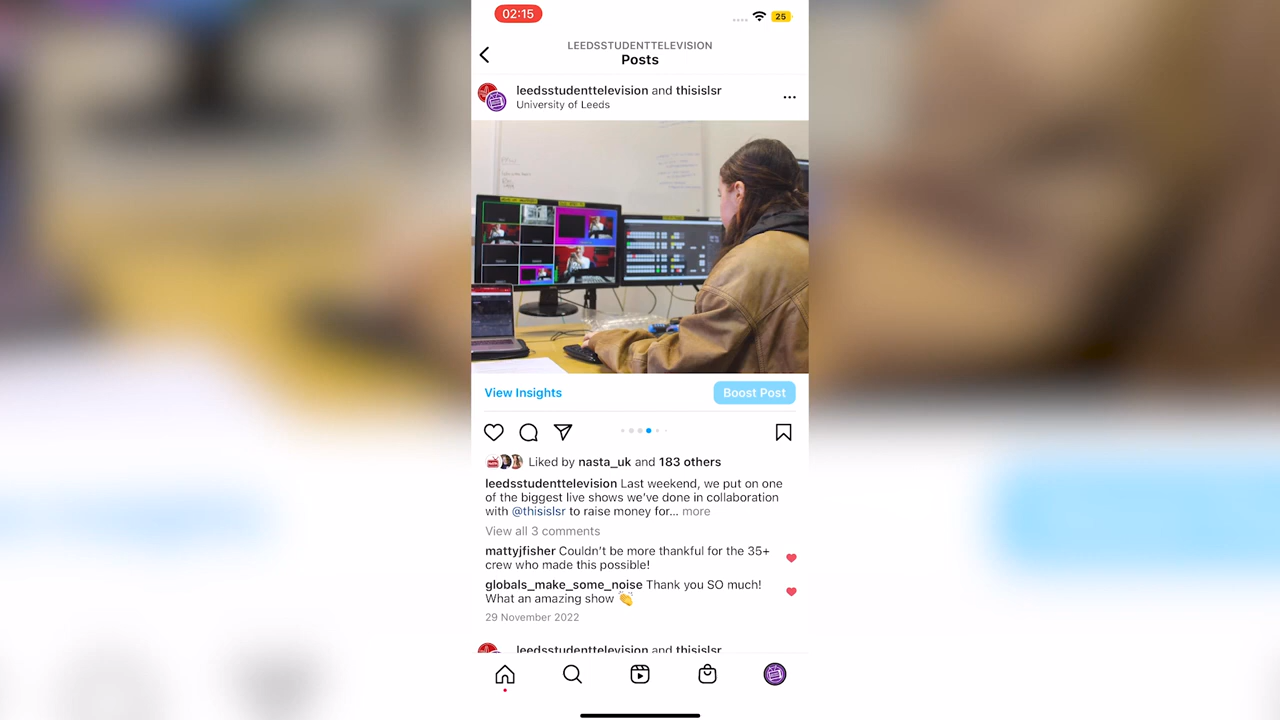 02:15
25
LEEDSSTUDENTTELEVISION
Posts
leedsstudenttelevision and thisislsr
University of Leeds
View Insights
Boost Post
Liked by nasta_uk and 183 others
leedsstudenttelevision Last weekend, we put on one
of the biggest live shows we've done in collaboration
with @thisislsr to raise money for... more
View all 3 comments
mattyjfisher Couldn't be more thankful for the 35+
crew who made this possible!
globals_make_some_noise Thank you SO much!
What an amazing show 👏
29 November 2022
leedsstudenttelevision and thisislsr